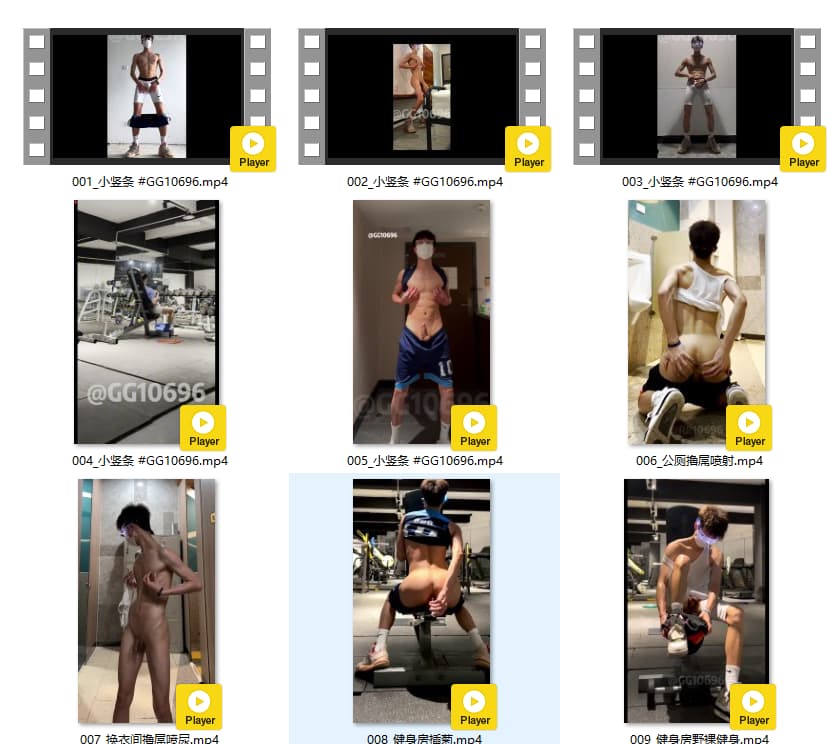 Player
Player
Player
001_小竖条 #GG10696.mp4
002_小竖条 #GG10696.mp4
003_小竖条 #GG10696.mp4
@GG10696
@GG10696
@GG10696
Player
Player
Player
004_小竖条 #GG10696.mp4
005_小竖条 #GG10696.mp4
006_公厕撸屌喷射.mp4
Player
Player
Player
007_换衣间撸屌喷尿.mp4
008_健身房插菊.mp4
009_健身房野裸健身.mp4